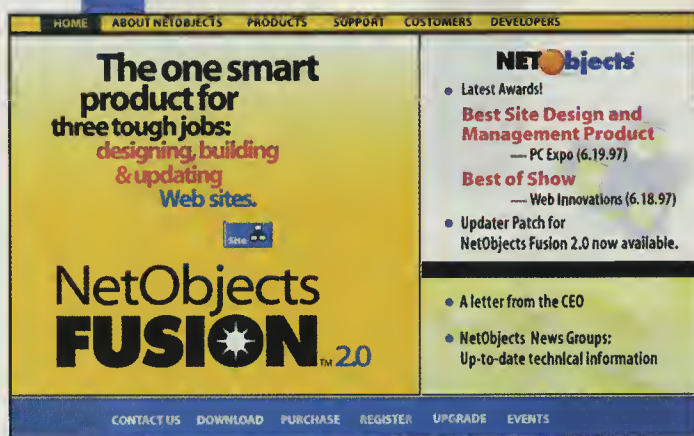 HOME ABOUT NETOBJECTS PRODUCTS SUPPORT CUSTOMERS DEVELOPERS
The one smart
product for
three tough jobs:
designing, building
& updating
Web sites.
Site
NetObjects
FUSION™ 2.0
NETObjects
• Latest Awards!
Best Site Design and
Management Product
— PC Expo (6.19.97)
Best of Show
— Web Innovations (6.18.97)
• Updater Patch for
NetObjects Fusion 2.0 now available.
• A letter from the CEO
• NetObjects News Groups:
Up-to-date technical information
CONTACT US DOWNLOAD PURCHASE REGISTER UPGRADE EVENTS